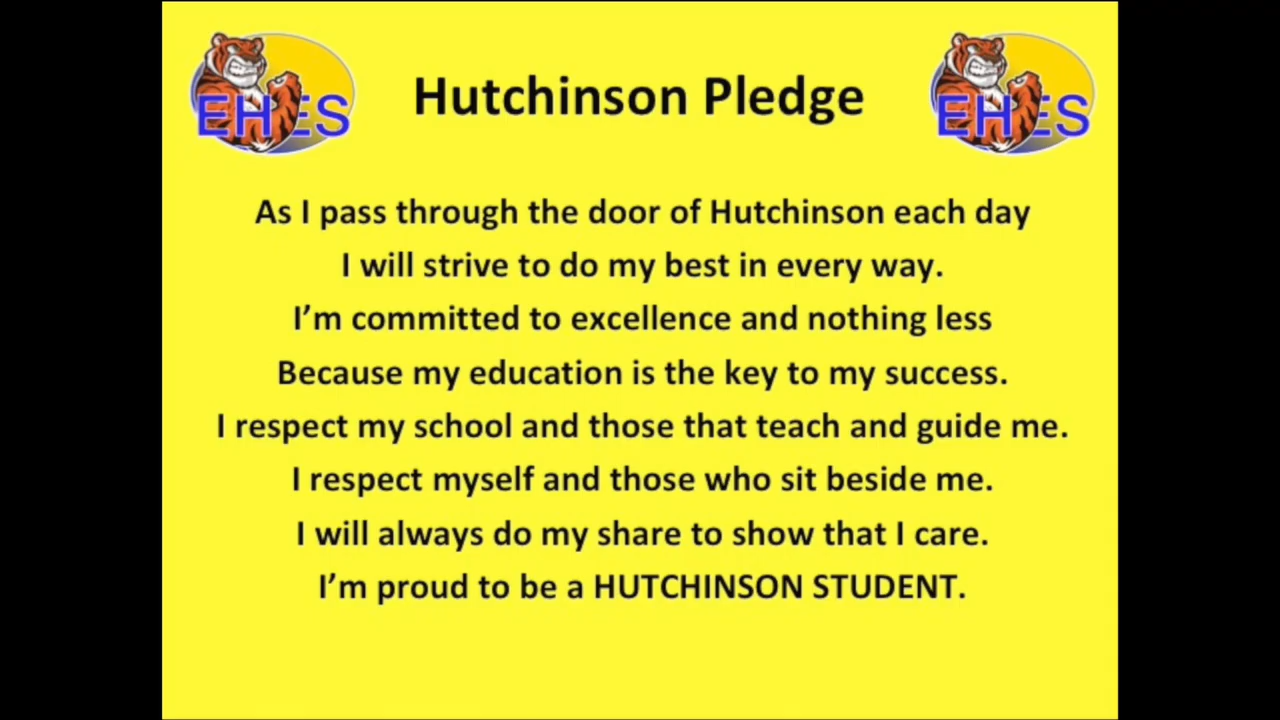 EHES
Hutchinson Pledge
EHES
As I pass through the door of Hutchinson each day
I will strive to do my best in every way.
I’m committed to excellence and nothing less
Because my education is the key to my success.
I respect my school and those that teach and guide me.
I respect myself and those who sit beside me.
I will always do my share to show that I care.
I’m proud to be a HUTCHINSON STUDENT.